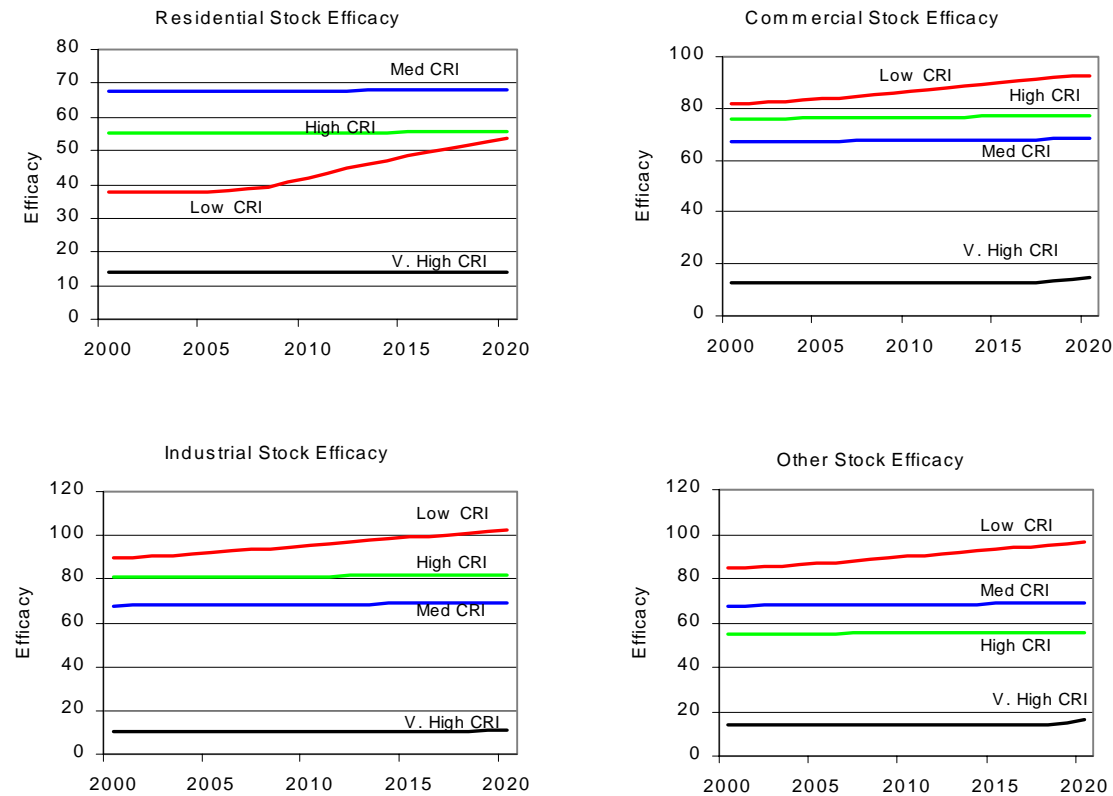 Residential Stock Efficacy
80
70
60
50
40
30
20
10
0
Efficacy
Med CRI
High CRI
Low CRI
V. High CRI
2000 2005 2010 2015 2020
Commercial Stock Efficacy
100
80
60
40
20
0
Efficacy
Low CRI
High CRI
Med CRI
V. High CRI
2000 2005 2010 2015 2020
Industrial Stock Efficacy
120
100
80
60
40
20
0
Efficacy
Low CRI
High CRI
Med CRI
V. High CRI
2000 2005 2010 2015 2020
Other Stock Efficacy
120
100
80
60
40
20
0
Efficacy
Low CRI
Med CRI
High CRI
V. High CRI
2000 2005 2010 2015 2020